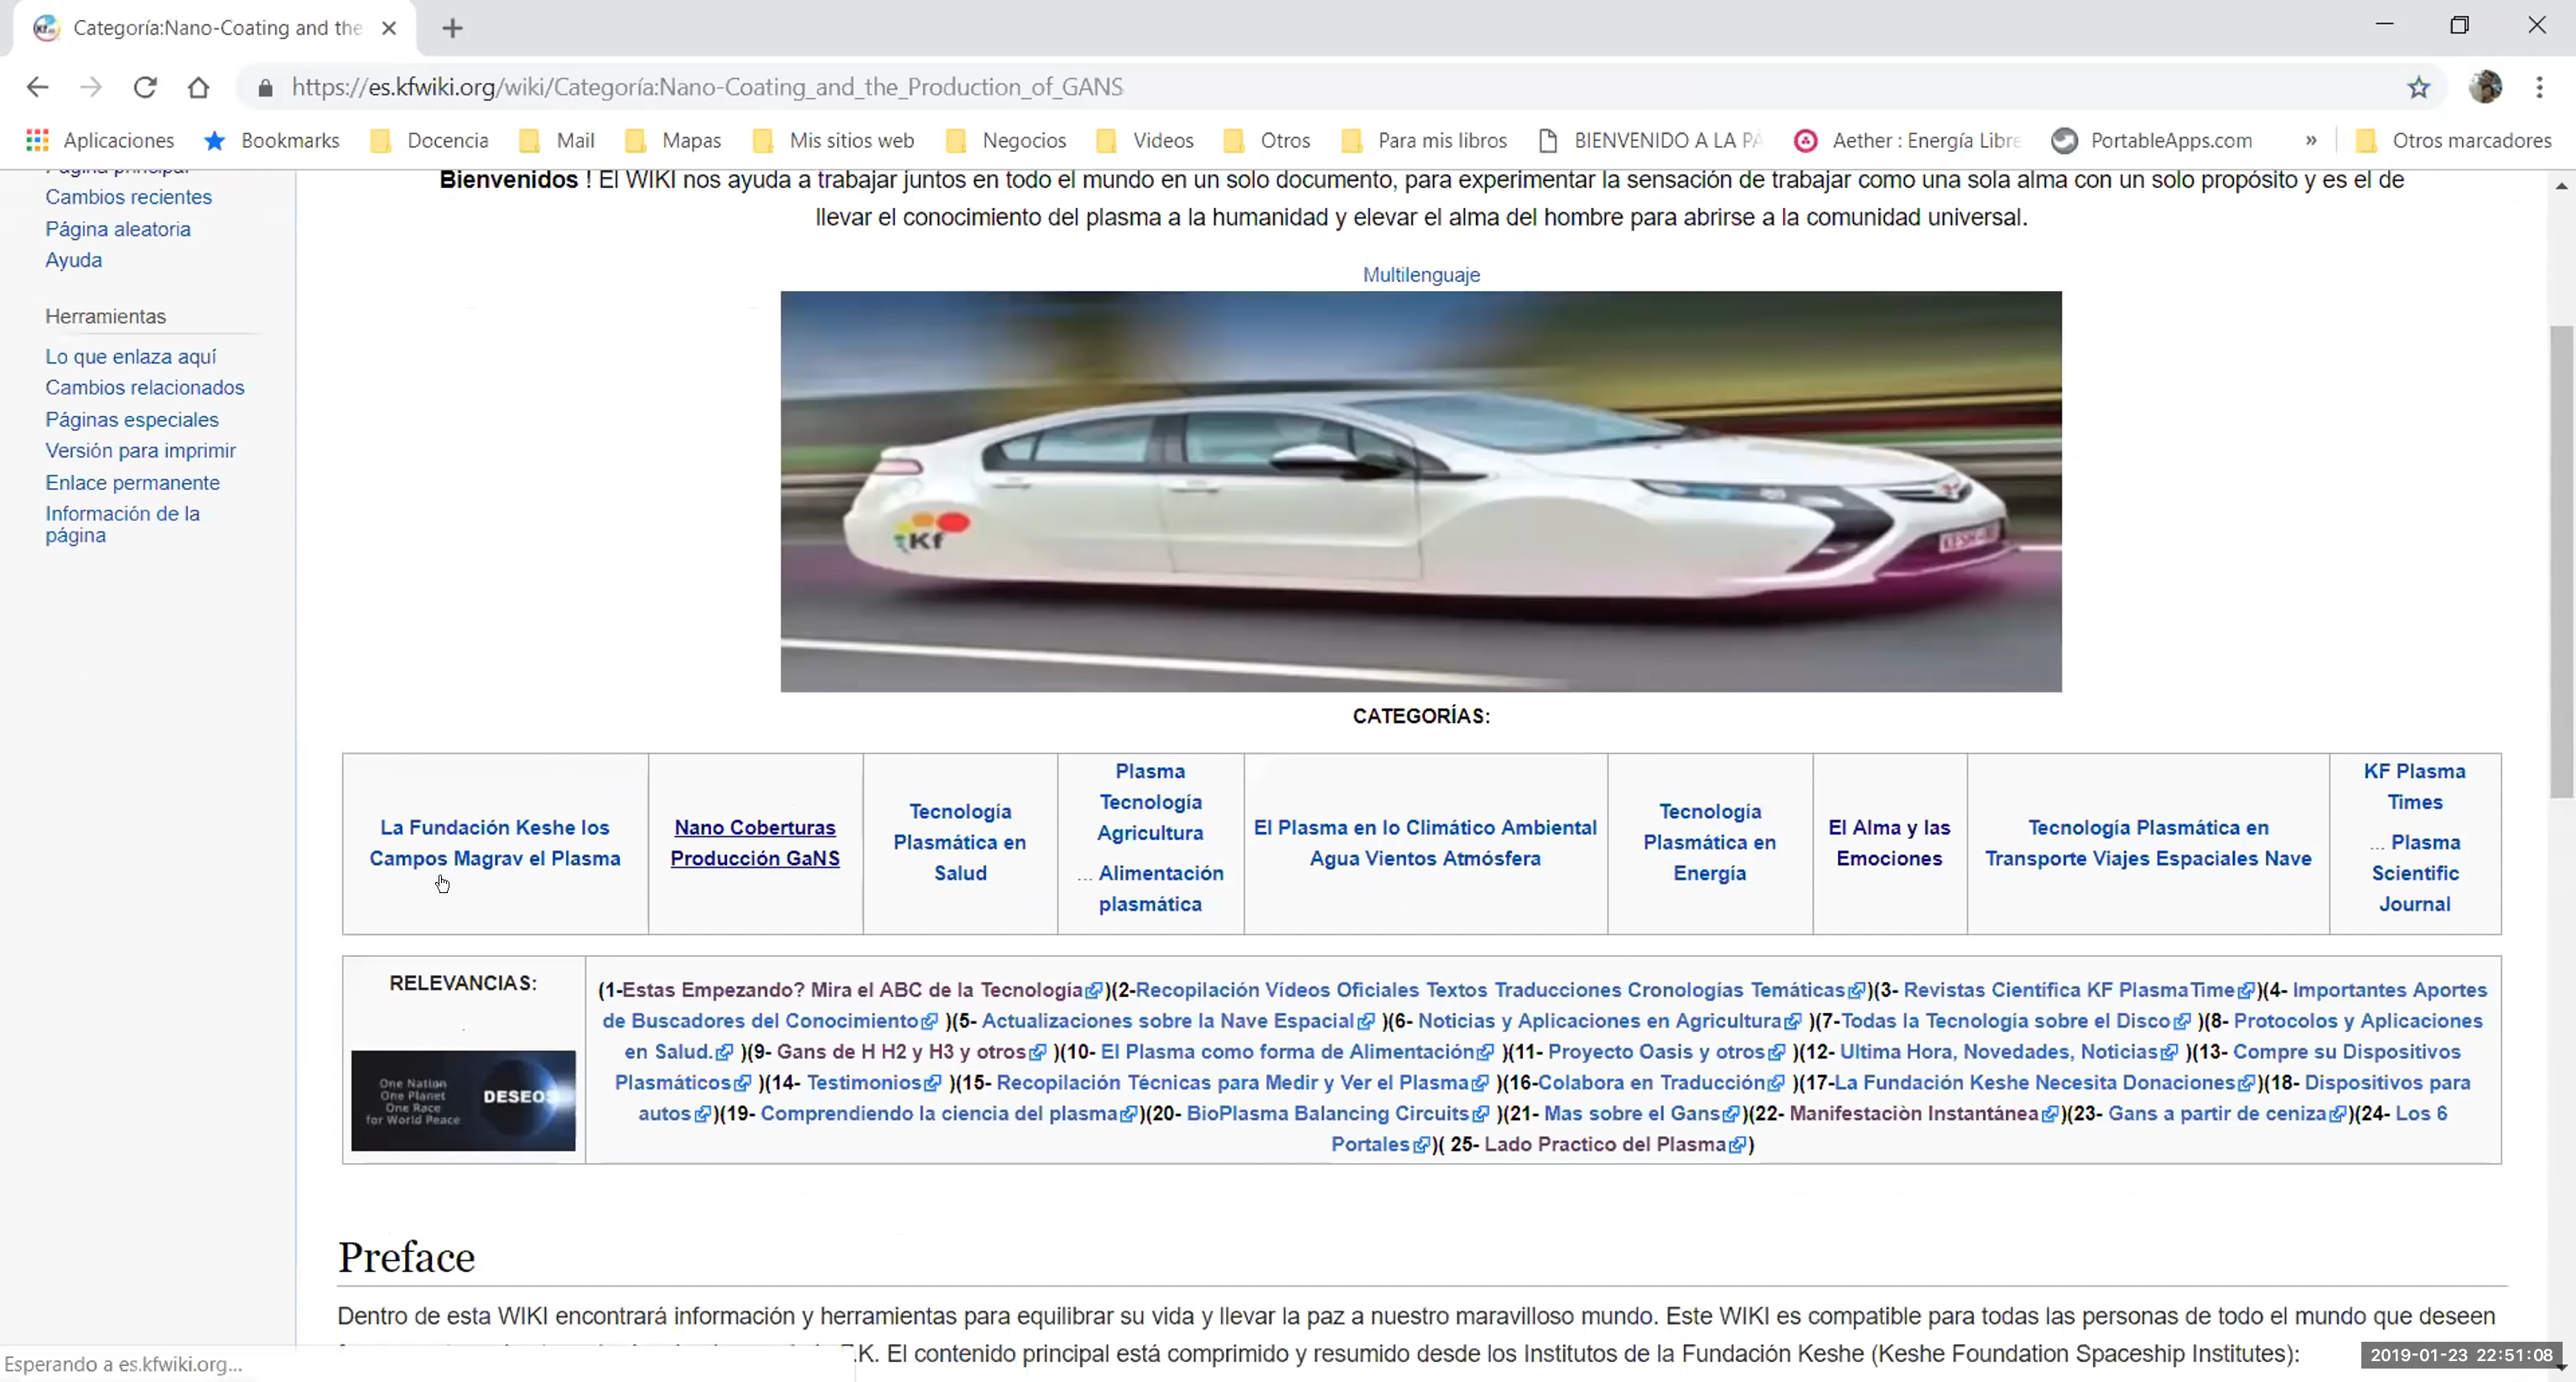 Categoría:Nano-Coating and the
https://es.kfwiki.org/wiki/Categoría:Nano-Coating_and_the_Production_of_GANS
Aplicaciones Bookmarks Docencia Mail Mapas Mis sitios web Negocios Videos Otros Para mis libros BIENVENIDO A LA PÁ Aether : Energía Libre PortableApps.com » Otros marcadores
Página principal
Cambios recientes
Página aleatoria
Ayuda
Herramientas
Lo que enlaza aquí
Cambios relacionados
Páginas especiales
Versión para imprimir
Enlace permanente
Información de la
página
Bienvenidos ! El WIKI nos ayuda a trabajar juntos en todo el mundo en un solo documento, para experimentar la sensación de trabajar como una sola alma con un solo propósito y es el de
llevar el conocimiento del plasma a la humanidad y elevar el alma del hombre para abrirse a la comunidad universal.
Multilenguaje
Kf
CATEGORÍAS:
La Fundación Keshe los
Campos Magrav el Plasma
Nano Coberturas
Producción GaNS
Tecnología
Plasmática en
Salud
Plasma
Tecnología
Agricultura
... Alimentación
plasmática
El Plasma en lo Climático Ambiental
Agua Vientos Atmósfera
Tecnología
Plasmática en
Energía
El Alma y las
Emociones
Tecnología Plasmática en
Transporte Viajes Espaciales Nave
KF Plasma
Times
... Plasma
Scientific
Journal
RELEVANCIAS:
.
One Nation
One Planet
One Race
for World Peace
DESEOS
(1-Estas Empezando? Mira el ABC de la Tecnología)(2-Recopilación Vídeos Oficiales Textos Traducciones Cronologías Temáticas)(3- Revistas Científica KF PlasmaTime)(4- Importantes Aportes
de Buscadores del Conocimiento )(5- Actualizaciones sobre la Nave Espacial )(6- Noticias y Aplicaciones en Agricultura )(7-Todas la Tecnología sobre el Disco )(8- Protocolos y Aplicaciones
en Salud. )(9- Gans de H H2 y H3 y otros )(10- El Plasma como forma de Alimentación )(11- Proyecto Oasis y otros )(12- Ultima Hora, Novedades, Noticias )(13- Compre su Dispositivos
Plasmáticos )(14- Testimonios )(15- Recopilación Técnicas para Medir y Ver el Plasma )(16-Colabora en Traducción )(17-La Fundación Keshe Necesita Donaciones)(18- Dispositivos para
autos )(19- Comprendiendo la ciencia del plasma)(20- BioPlasma Balancing Circuits )(21- Mas sobre el Gans)(22- Manifestaciòn Instantánea)(23- Gans a partir de ceniza)(24- Los 6
Portales)( 25- Lado Practico del Plasma)
Preface
Dentro de esta WIKI encontrará información y herramientas para equilibrar su vida y llevar la paz a nuestro maravilloso mundo. Este WIKI es compatible para todas las personas de todo el mundo que deseen
F.K. El contenido principal está comprimido y resumido desde los Institutos de la Fundación Keshe (Keshe Foundation Spaceship Institutes):
Esperando a es.kfwiki.org...
2019-01-23 22:51:08